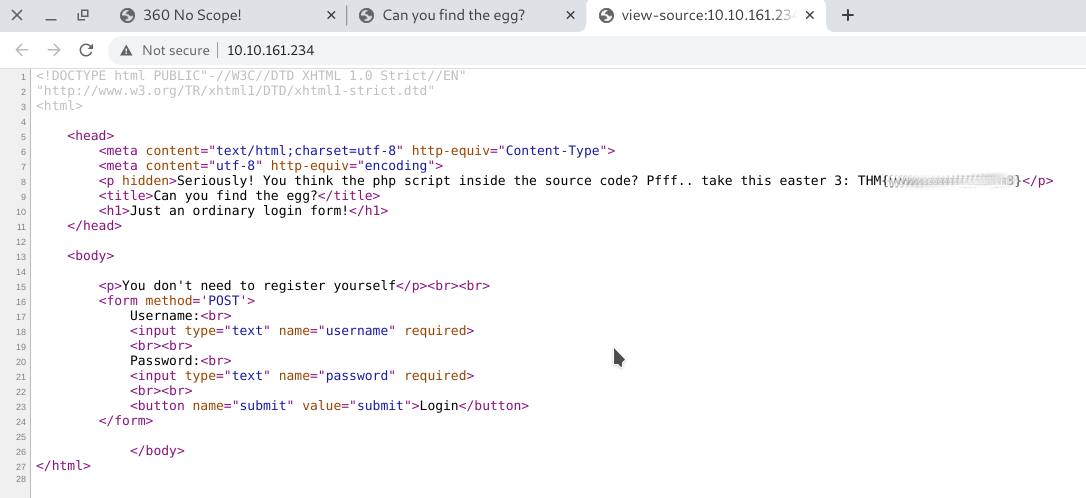 360 No Scope!
Can you find the egg?
view-source:10.10.161.234
Not secure
10.10.161.234
1 <!DOCTYPE html PUBLIC"-//W3C//DTD XHTML 1.0 Strict//EN"
2 "http://www.w3.org/TR/xhtml1/DTD/xhtml1-strict.dtd"
3 <html>
4
5 <head>
6 <meta content="text/html;charset=utf-8" http-equiv="Content-Type">
7 <meta content="utf-8" http-equiv="encoding">
8 <p hidden>Seriously! You think the php script inside the source code? Pfff.. take this easter 3: THM{}</p>
9 <title>Can you find the egg?</title>
10 <h1>Just an ordinary login form!</h1>
11 </head>
12
13 <body>
14
15 <p>You don't need to register yourself</p><br><br>
16 <form method='POST'>
17 Username:<br>
18 <input type="text" name="username" required>
19 <br><br>
20 Password:<br>
21 <input type="text" name="password" required>
22 <br><br>
23 <button name="submit" value="submit">Login</button>
24 </form>
25
26 </body>
27 </html>
28